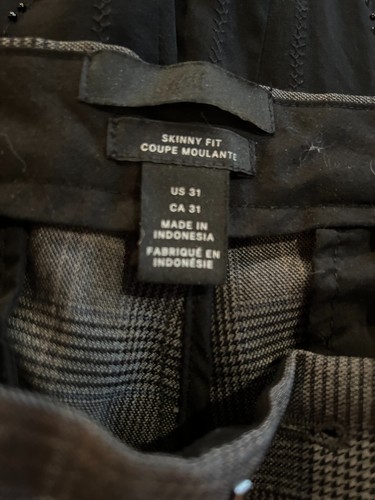 SKINNY FIT
COUPE MOULANTE
US 31
CA 31
MADE IN
INDONESIA
FABRIQUÉ EN
INDONÉSIE